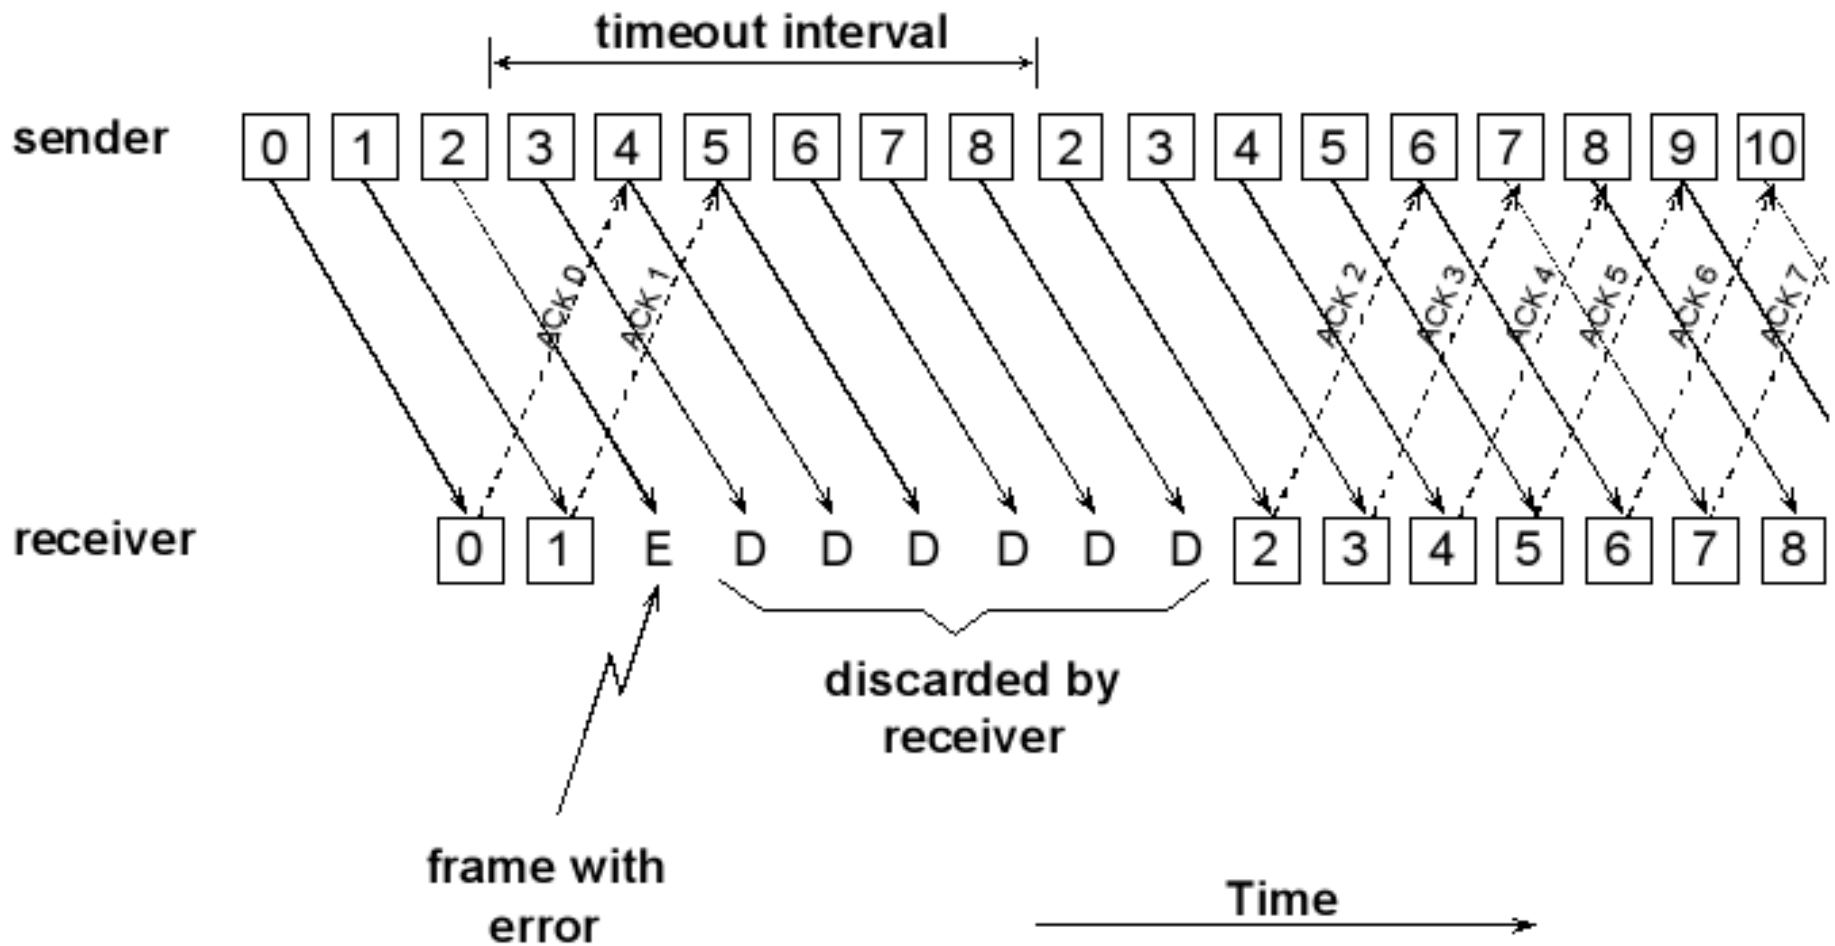 timeout interval
sender 0 1 2 3 4 5 6 7 8 2 3 4 5 6 7 8 9 10
ACK 0 ACK 1 ACK 2 ACK 3 ACK 4 ACK 5 ACK 6 ACK 7
receiver 0 1 E D D D D D D 2 3 4 5 6 7 8
discarded by
receiver
frame with
error
Time